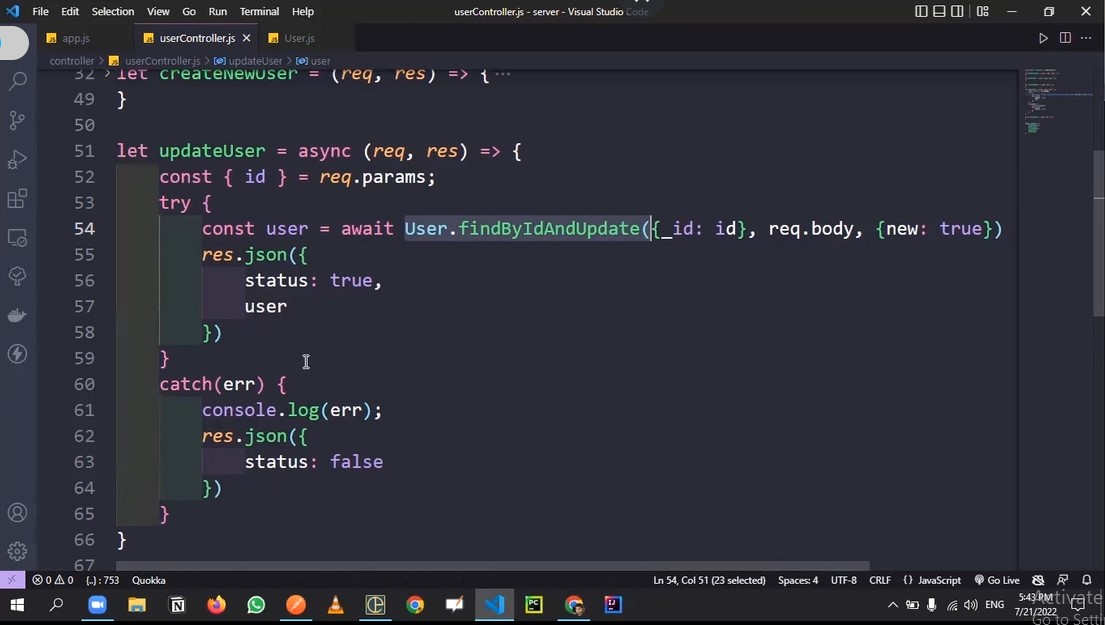 File Edit Selection View Go Run Terminal Help userController.js - server - Visual Studio Code
app.js userController.js User.js
controller > userController.js > updateUser > user
32 let createNewUser = (req, res) => { ...
49 }
50
51 let updateUser = async (req, res) => {
52 const { id } = req.params;
53 try {
54 const user = await User.findByIdAndUpdate({_id: id}, req.body, {new: true})
55 res.json({
56 status: true,
57 user
58 })
59 }
60 catch(err) {
61 console.log(err);
62 res.json({
63 status: false
64 })
65 }
66 }
67
0 0 {..} : 753 Quokka Ln 54, Col 51 (23 selected) Spaces: 4 UTF-8 CRLF {} JavaScript Go Live
ENG 5:43 PM
7/21/2022
Activate
Go to Setti